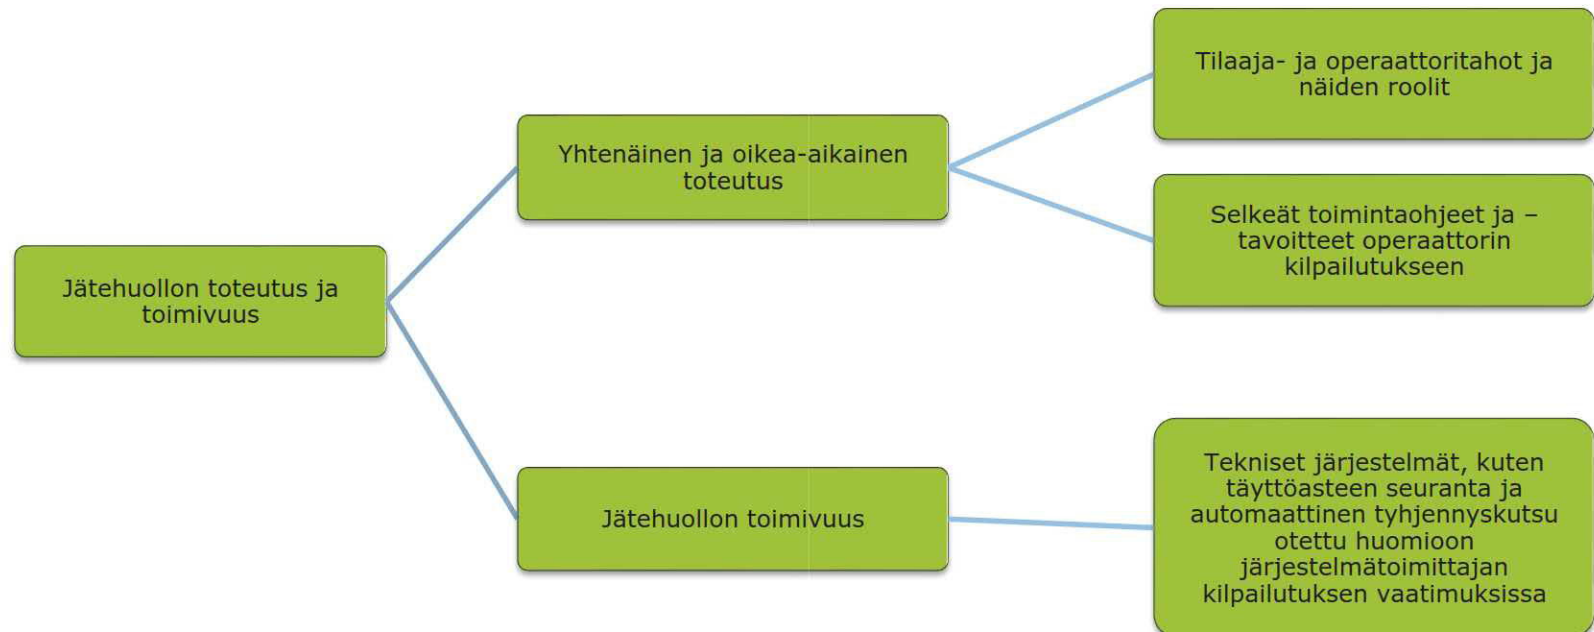 Tilaaja- ja operaattoritahot ja
näiden roolit
Yhtenäinen ja oikea-aikainen
toteutus
Selkeät toimintaohjeet ja –
tavoitteet operaattorin
kilpailutukseen
Jätehuollon toteutus ja
toimivuus
Jätehuollon toimivuus
Tekniset järjestelmät, kuten
täyttöasteen seuranta ja
automaattinen tyhjennyskutsu
otettu huomioon
järjestelmätoimittajan
kilpailutuksen vaatimuksissa